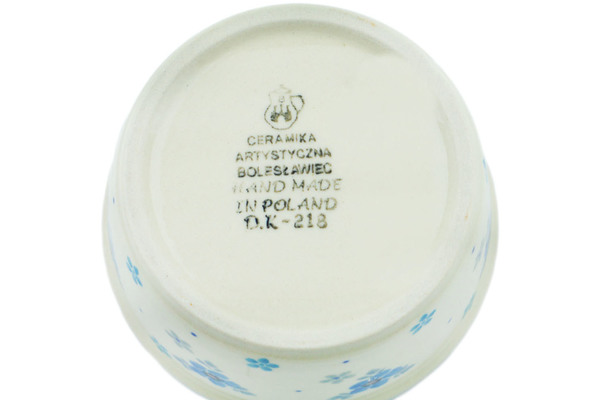 CERAMIKA
ARTYSTYCZNA
BOLESŁAWIEC
HAND MADE
IN POLAND
D.K-218